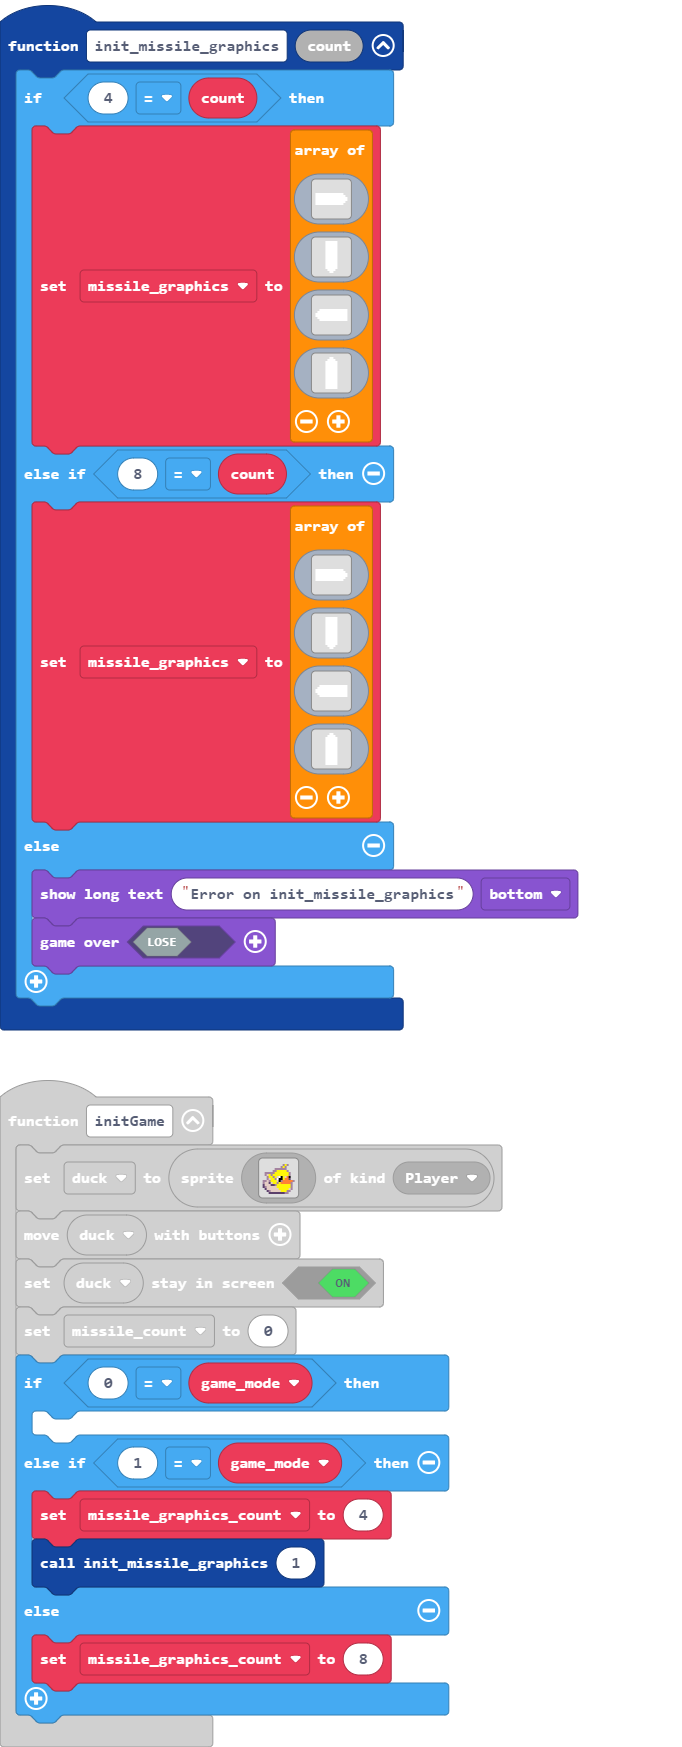 function init_missile_graphics count
if 4 = count then
array of
set missile_graphics to
else if 8 = count then
array of
set missile_graphics to
else
show long text "Error on init_missile_graphics" bottom
game over LOSE
function initGame
set duck to sprite of kind Player
move duck with buttons
set duck stay in screen ON
set missile_count to 0
if 0 = game_mode then
else if 1 = game_mode then
set missile_graphics_count to 4
call init_missile_graphics 1
else
set missile_graphics_count to 8